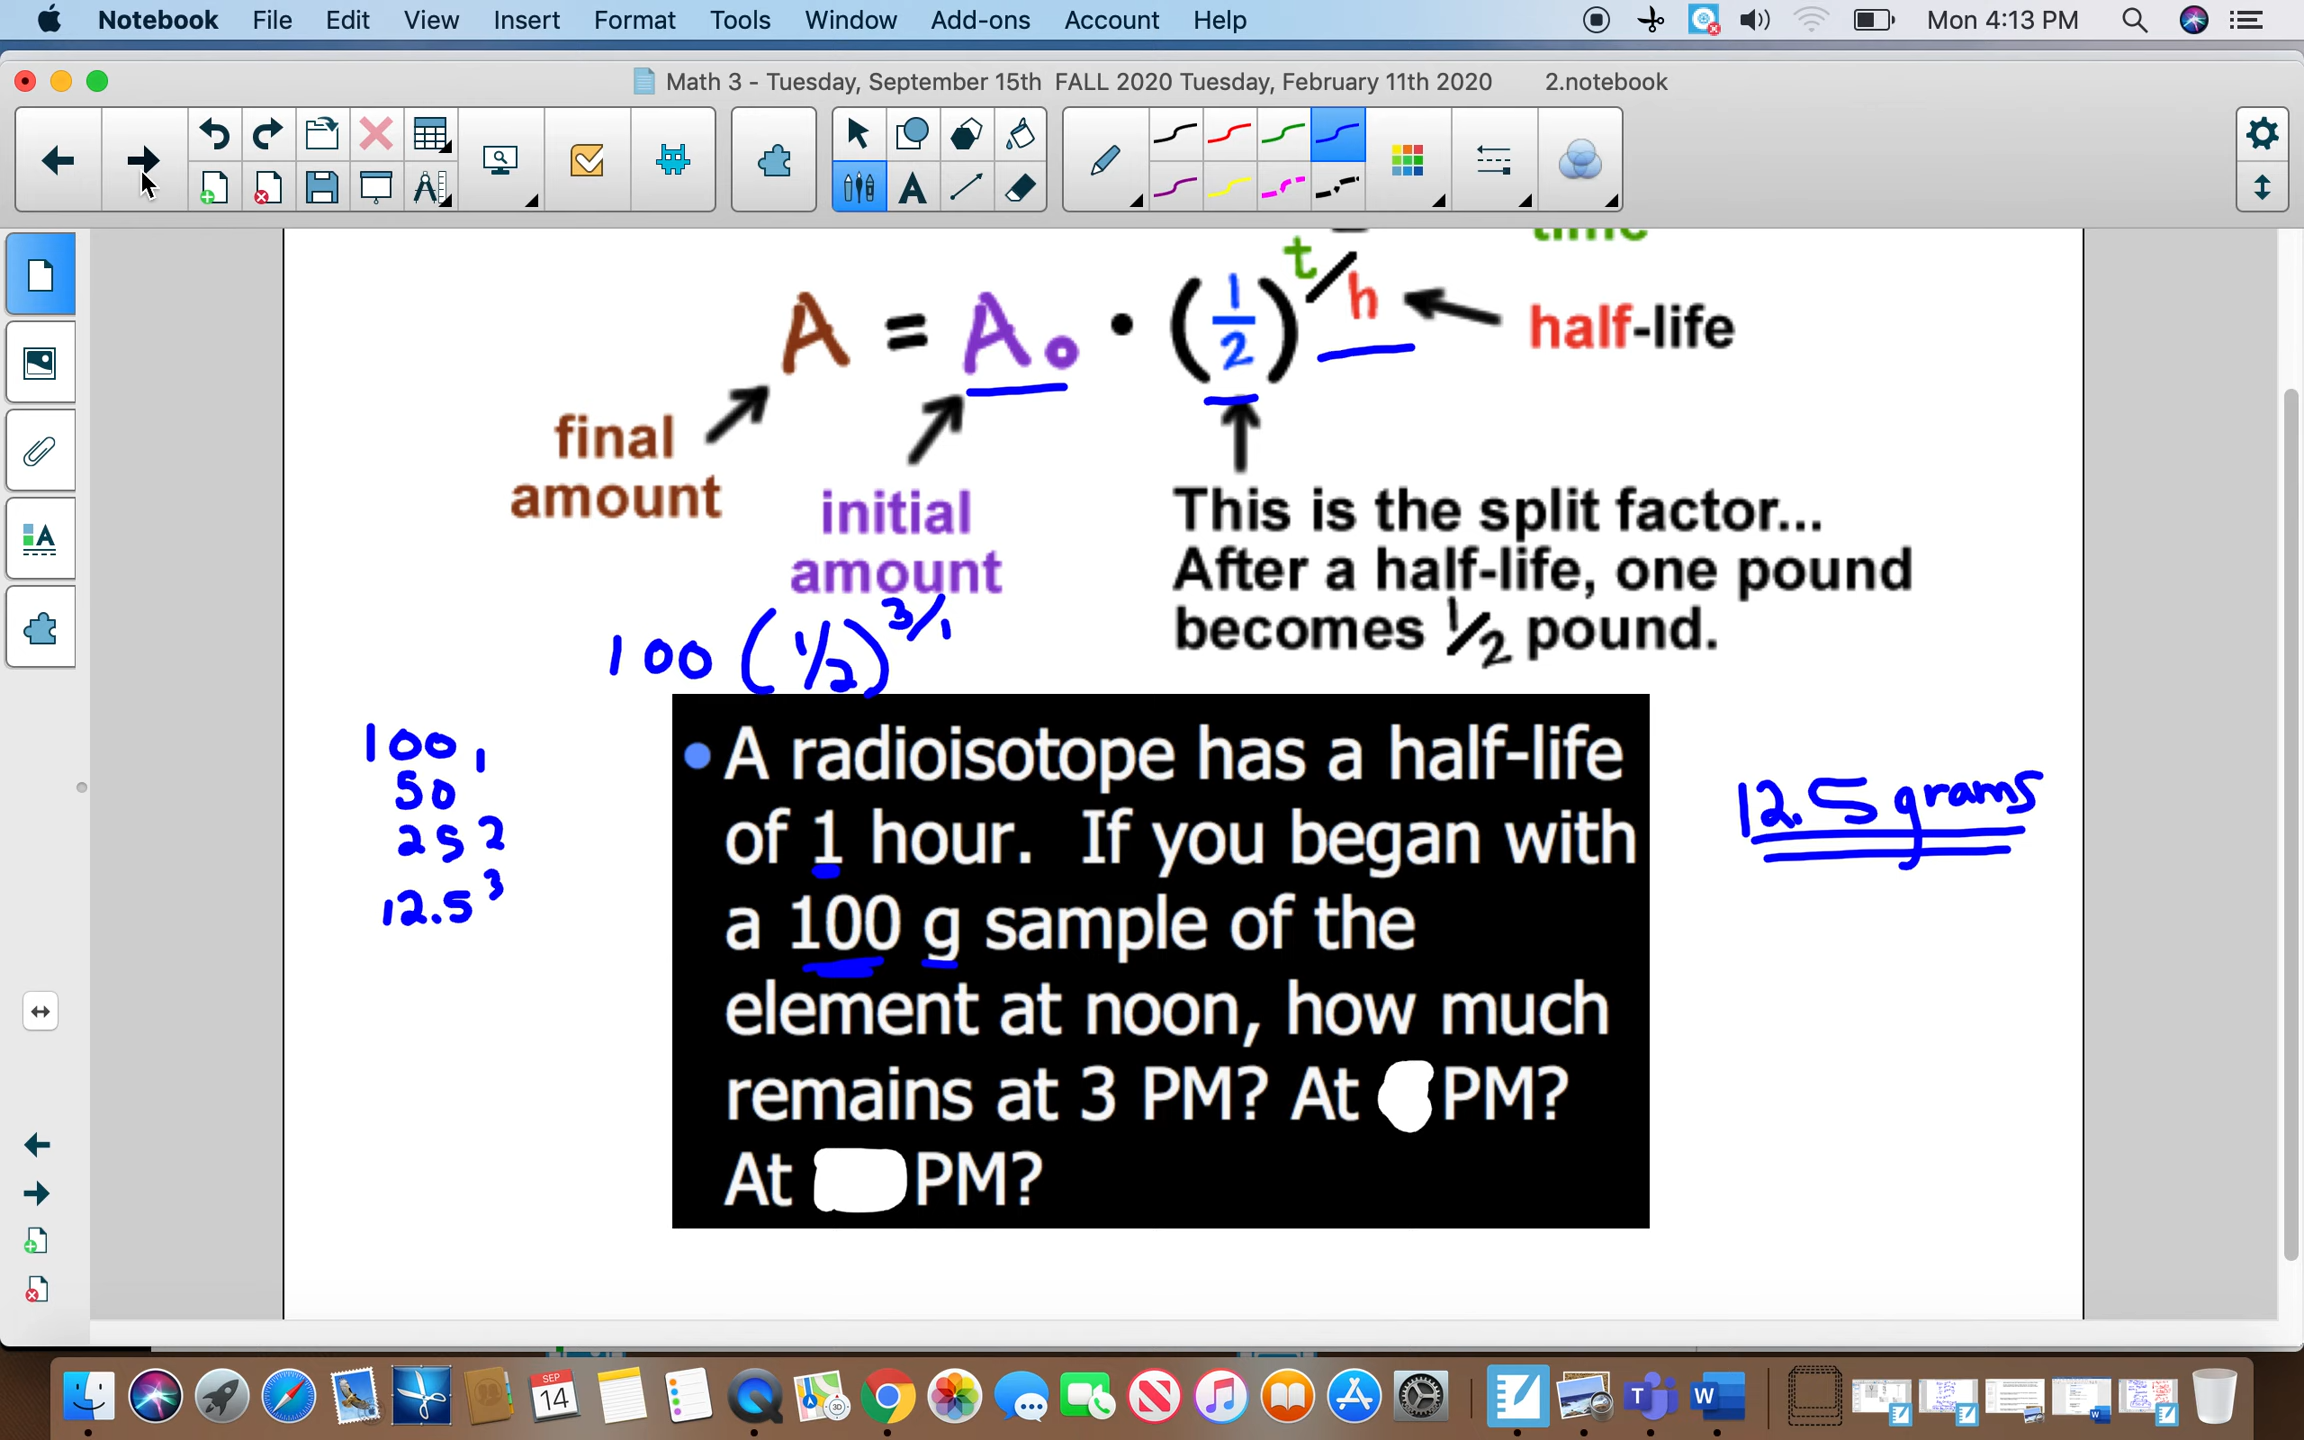 Notebook File Edit View Insert Format Tools Window Add-ons Account Help Mon 4:13 PM
Math 3 - Tuesday, September 15th FALL 2020 Tuesday, February 11th 2020 2.notebook
time
A = A₀ • (1/2)^t/h
half-life
final amount
initial amount
This is the split factor...
After a half-life, one pound
becomes 1/2 pound.
100 (1/2)^3/1
100 1
50
25 2
12.5 3
• A radioisotope has a half-life
of 1 hour. If you began with
a 100 g sample of the
element at noon, how much
remains at 3 PM? At PM?
At PM?
12.5 grams
SEP
14
3D
T
W